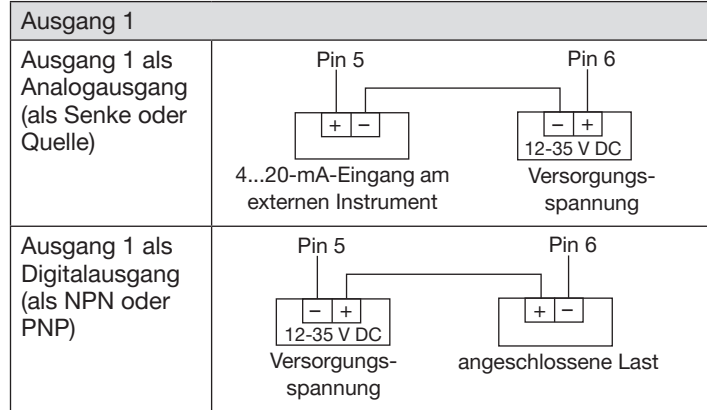 Ausgang 1
Ausgang 1 als
Analogausgang
(als Senke oder
Quelle)
Pin 5
Pin 6
+ −
− +
12-35 V DC
4...20-mA-Eingang am
externen Instrument
Versorgungs-
spannung
Ausgang 1 als
Digitalausgang
(als NPN oder
PNP)
Pin 5
Pin 6
− +
12-35 V DC
+ −
Versorgungs-
spannung
angeschlossene Last